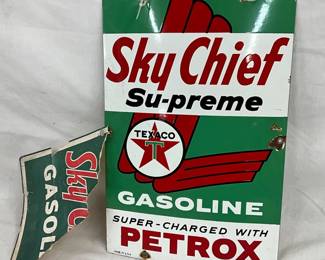 Sky Chief
Su-preme
TEXACO
T
GASOLINE
SUPER-CHARGED WITH
PETROX
Sky C
GASOL